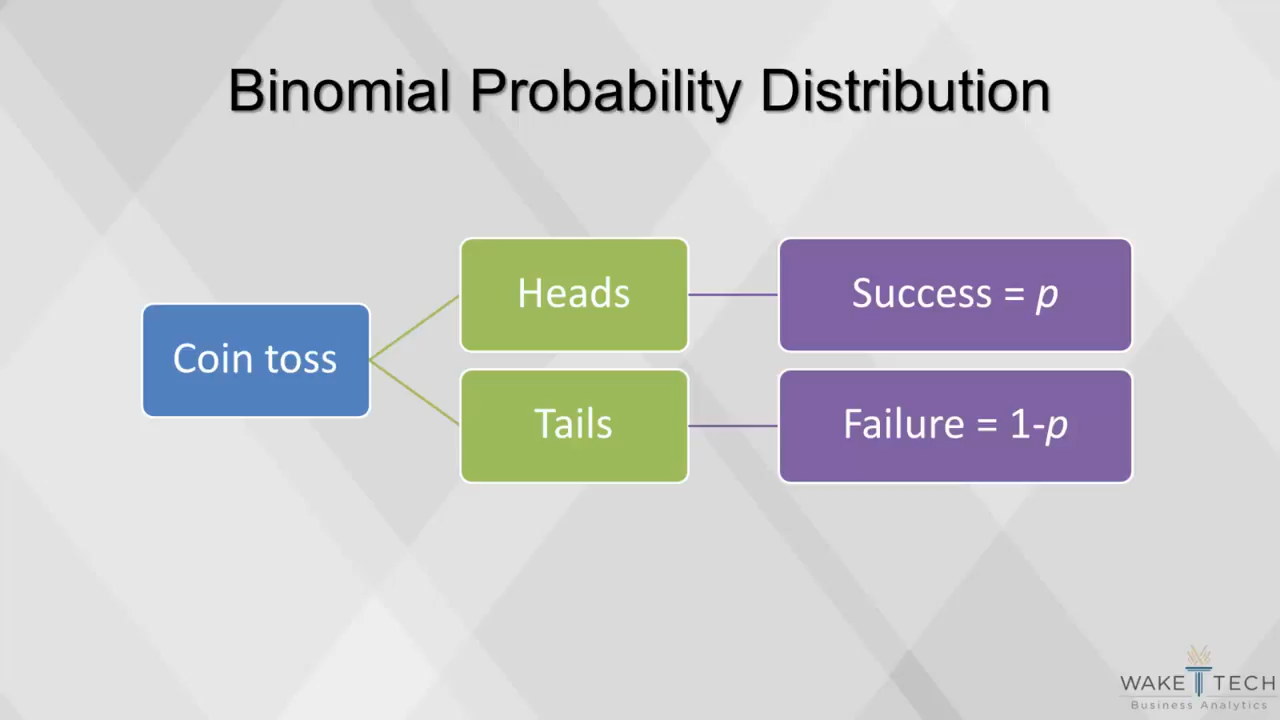 Binomial Probability Distribution
Coin toss
Heads
Success = p
Tails
Failure = 1-p
WAKE TECH
Business Analytics